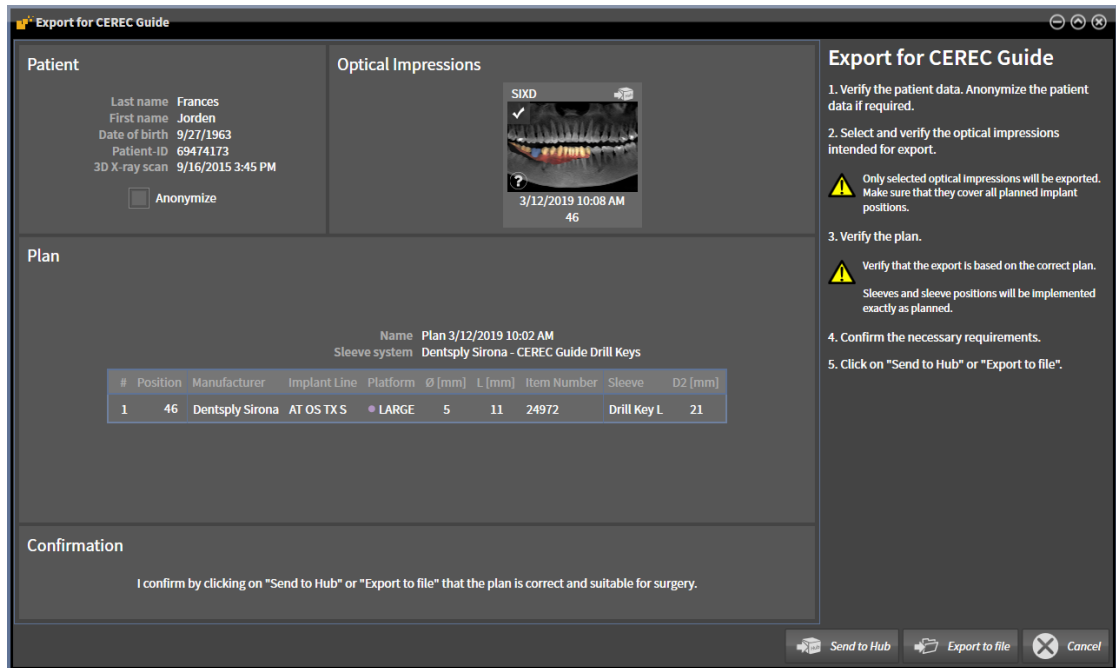 Export for CEREC Guide
Patient
Last name Frances
First name Jorden
Date of birth 9/27/1963
Patient-ID 69474173
3D X-ray scan 9/16/2015 3:45 PM
Anonymize
Optical Impressions
SIXD
?
3/12/2019 10:08 AM
46
Plan
Name Plan 3/12/2019 10:02 AM
Sleeve system Dentsply Sirona - CEREC Guide Drill Keys
# Position Manufacturer Implant Line Platform Ø [mm] L [mm] Item Number Sleeve D2 [mm]
1 46 Dentsply Sirona AT OS TX S LARGE 5 11 24972 Drill Key L 21
Confirmation
I confirm by clicking on "Send to Hub" or "Export to file" that the plan is correct and suitable for surgery.
Export for CEREC Guide
1. Verify the patient data. Anonymize the patient
data if required.
2. Select and verify the optical impressions
intended for export.
Only selected optical impressions will be exported.
Make sure that they cover all planned implant
positions.
3. Verify the plan.
Verify that the export is based on the correct plan.
Sleeves and sleeve positions will be implemented
exactly as planned.
4. Confirm the necessary requirements.
5. Click on "Send to Hub" or "Export to file".
Send to Hub
Export to file
Cancel